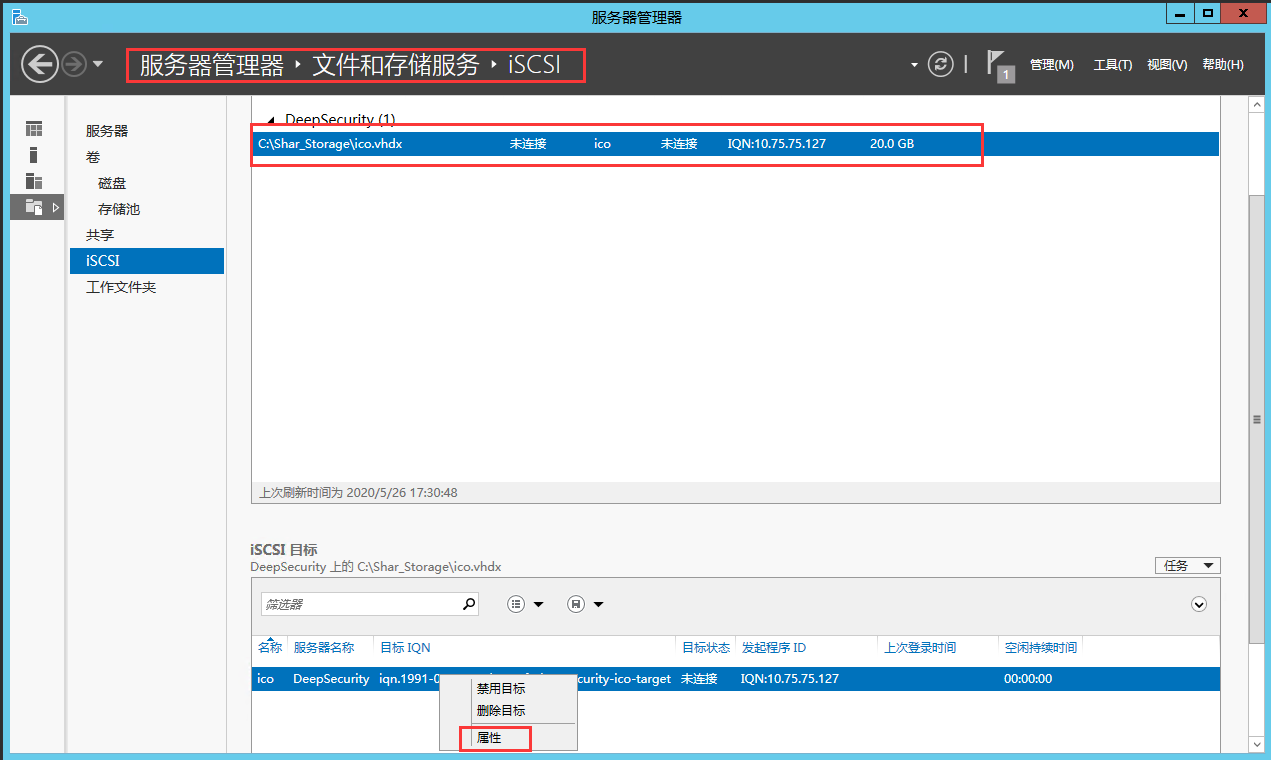 服务器管理器
服务器管理器 ‣ 文件和存储服务 ‣ iSCSI
1 管理(M) 工具(T) 视图(V) 帮助(H)
服务器
卷
磁盘
存储池
共享
iSCSI
工作文件夹
DeepSecurity (1)
C:\Shar_Storage\ico.vhdx 未连接 ico 未连接 IQN:10.75.75.127 20.0 GB
上次刷新时间为 2020/5/26 17:30:48
iSCSI 目标
DeepSecurity 上的 C:\Shar_Storage\ico.vhdx
任务
筛选器
名称 服务器名称 目标 IQN 目标状态 发起程序 ID 上次登录时间 空闲持续时间
ico DeepSecurity iqn.1991-0 curity-ico-target 未连接 IQN:10.75.75.127 00:00:00
禁用目标
删除目标
属性